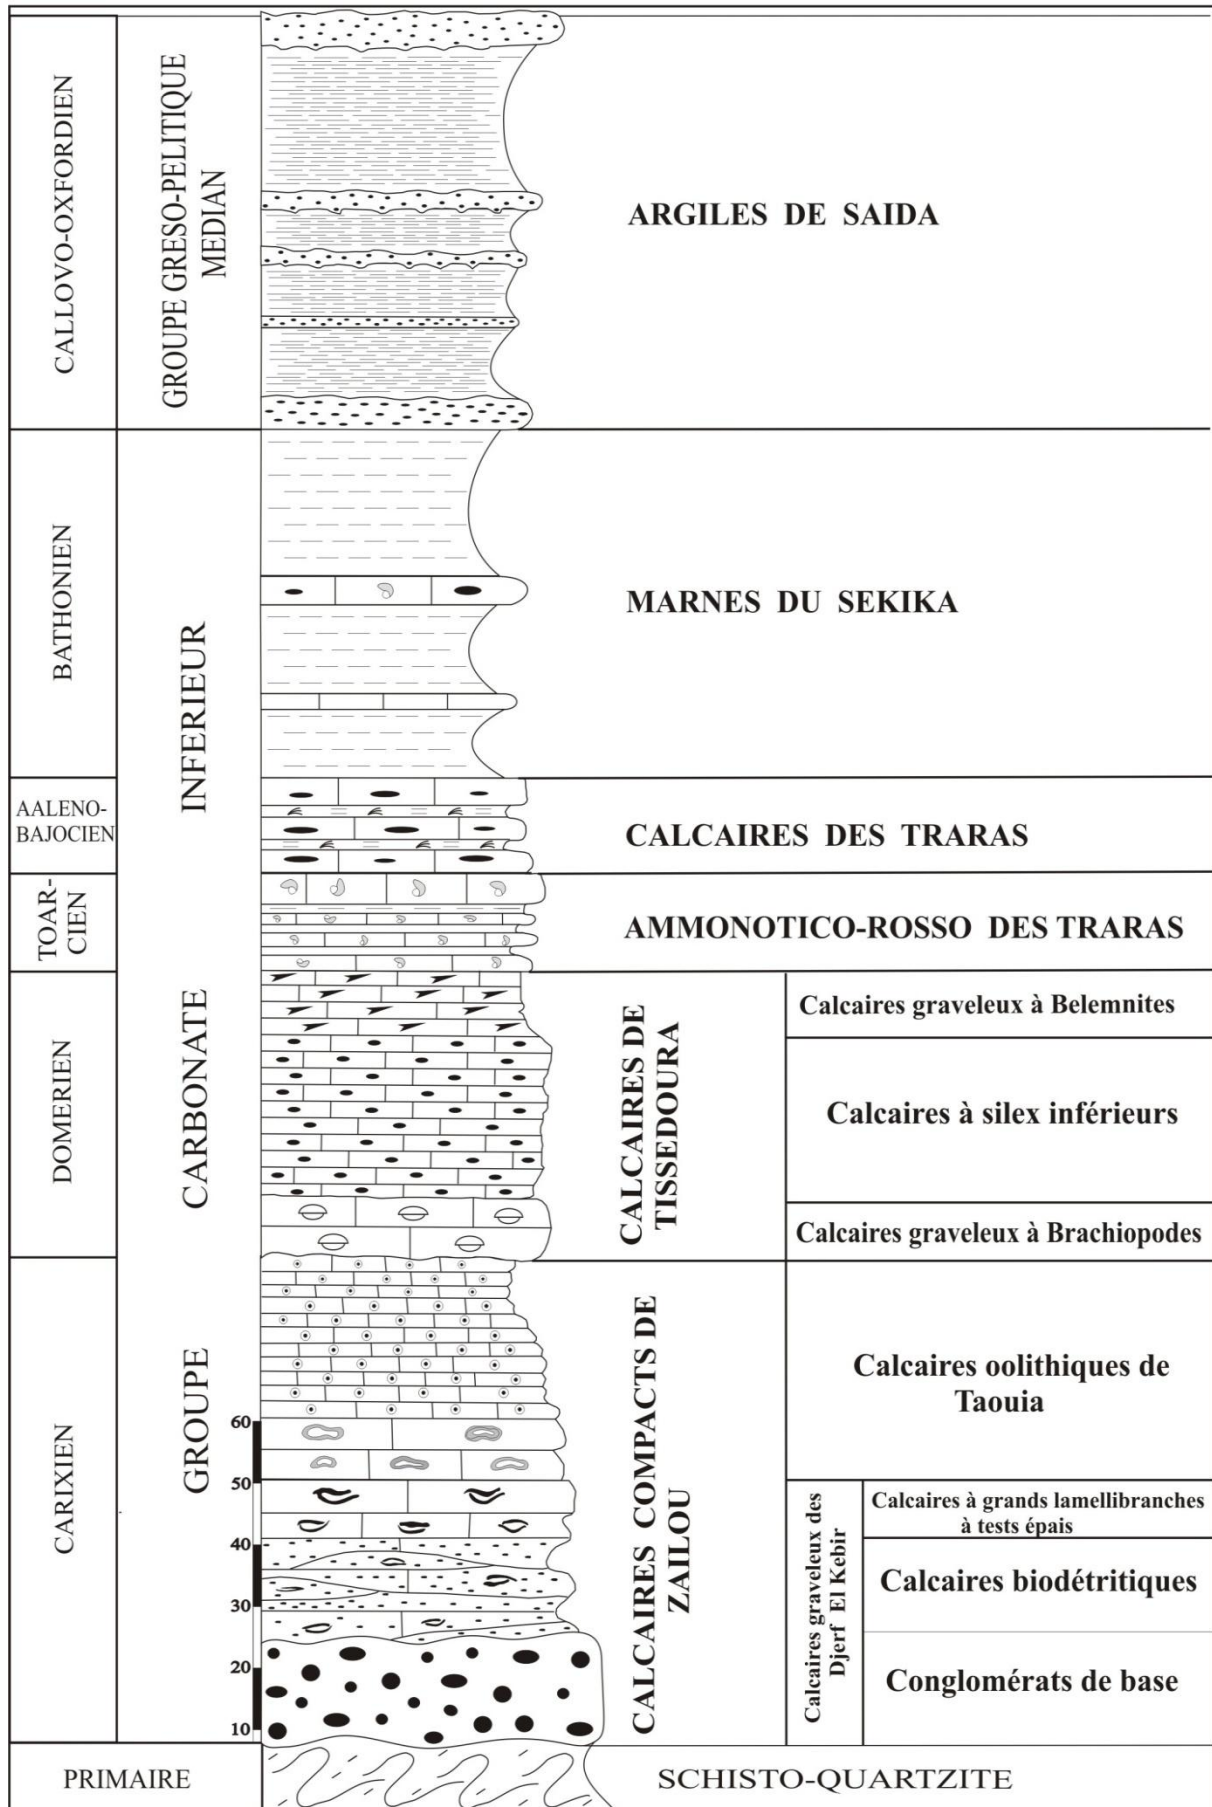 CALLOVO-OXFORDIEN
GROUPE GRESO-PELITIQUE
MEDIAN
ARGILES DE SAIDA
BATHONIEN
INFERIEUR
MARNES DU SEKIKA
AALENO-
BAJOCIEN
CALCAIRES DES TRARAS
TOAR-
CIEN
AMMONOTICO-ROSSO DES TRARAS
DOMERIEN
CARBONATE
CALCAIRES DE
TISSEDOURA
Calcaires graveleux à Belemnites
Calcaires à silex inférieurs
Calcaires graveleux à Brachiopodes
CARIXIEN
GROUPE
60
50
40
30
20
10
CALCAIRES COMPACTS DE
ZAILOU
Calcaires oolithiques de
Taouia
Calcaires graveleux des
Djerf El Kebir
Calcaires à grands lamellibranches
à tests épais
Calcaires biodétritiques
Conglomérats de base
PRIMAIRE
SCHISTO-QUARTZITE